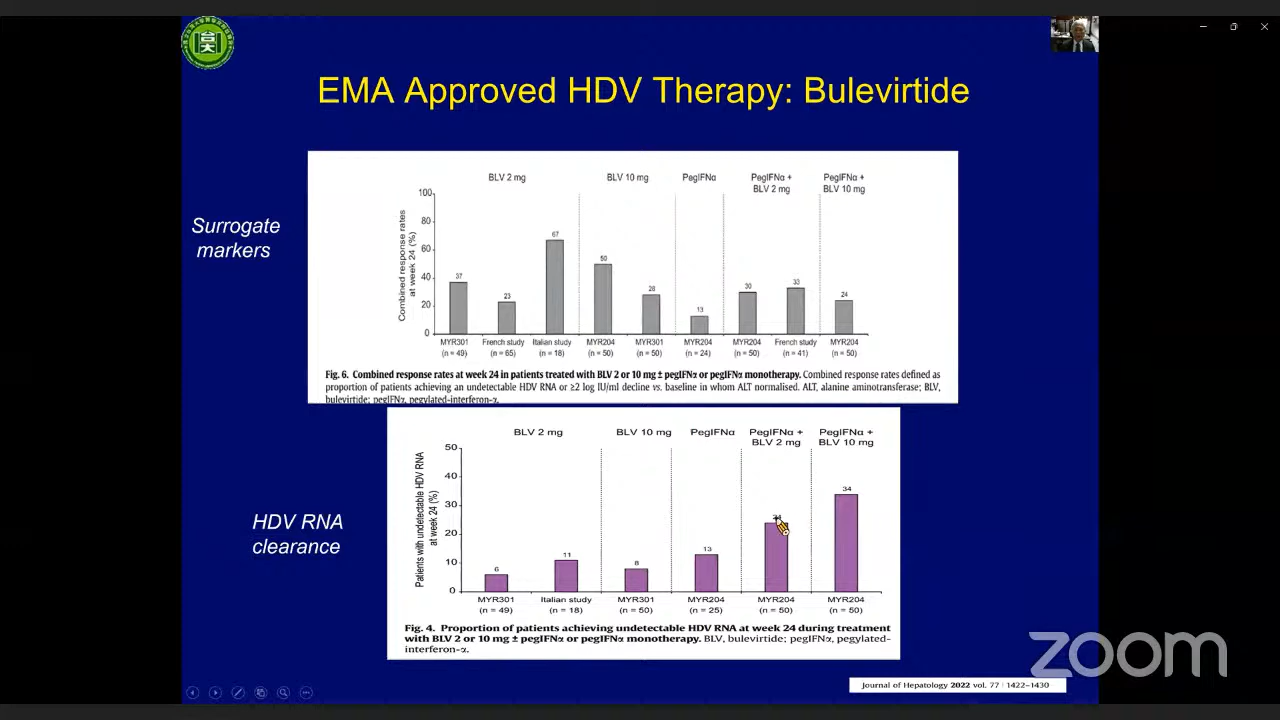 EMA Approved HDV Therapy: Bulevirtide
Surrogate
markers
BLV 2 mg
BLV 10 mg
PegIFNα
PegIFNα +
BLV 2 mg
PegIFNα +
BLV 10 mg
Combined response rates
at week 24 (%)
100
80
60
40
20
0
37
23
67
50
28
13
30
33
24
MYR301
(n = 49)
French study
(n = 65)
Italian study
(n = 18)
MYR204
(n = 50)
MYR301
(n = 50)
MYR204
(n = 24)
MYR204
(n = 50)
French study
(n = 41)
MYR204
(n = 50)
Fig. 6. Combined response rates at week 24 in patients treated with BLV 2 or 10 mg ± pegIFNα or pegIFNα monotherapy. Combined response rates defined as
proportion of patients achieving an undetectable HDV RNA or ≥2 log IU/ml decline vs. baseline in whom ALT normalised. ALT, alanine aminotransferase; BLV,
bulevirtide; pegIFNα, pegylated-interferon-α.
HDV RNA
clearance
BLV 2 mg
BLV 10 mg
PegIFNα
PegIFNα +
BLV 2 mg
PegIFNα +
BLV 10 mg
Patients with undetectable HDV RNA
at week 24 (%)
50
40
30
20
10
0
6
11
8
13
34
MYR301
(n = 49)
Italian study
(n = 18)
MYR301
(n = 50)
MYR204
(n = 25)
MYR204
(n = 50)
MYR204
(n = 50)
Fig. 4. Proportion of patients achieving undetectable HDV RNA at week 24 during treatment
with BLV 2 or 10 mg ± pegIFNα or pegIFNα monotherapy. BLV, bulevirtide; pegIFNα, pegylated-
interferon-α.
Journal of Hepatology 2022 vol. 77 | 1422–1430
zoom